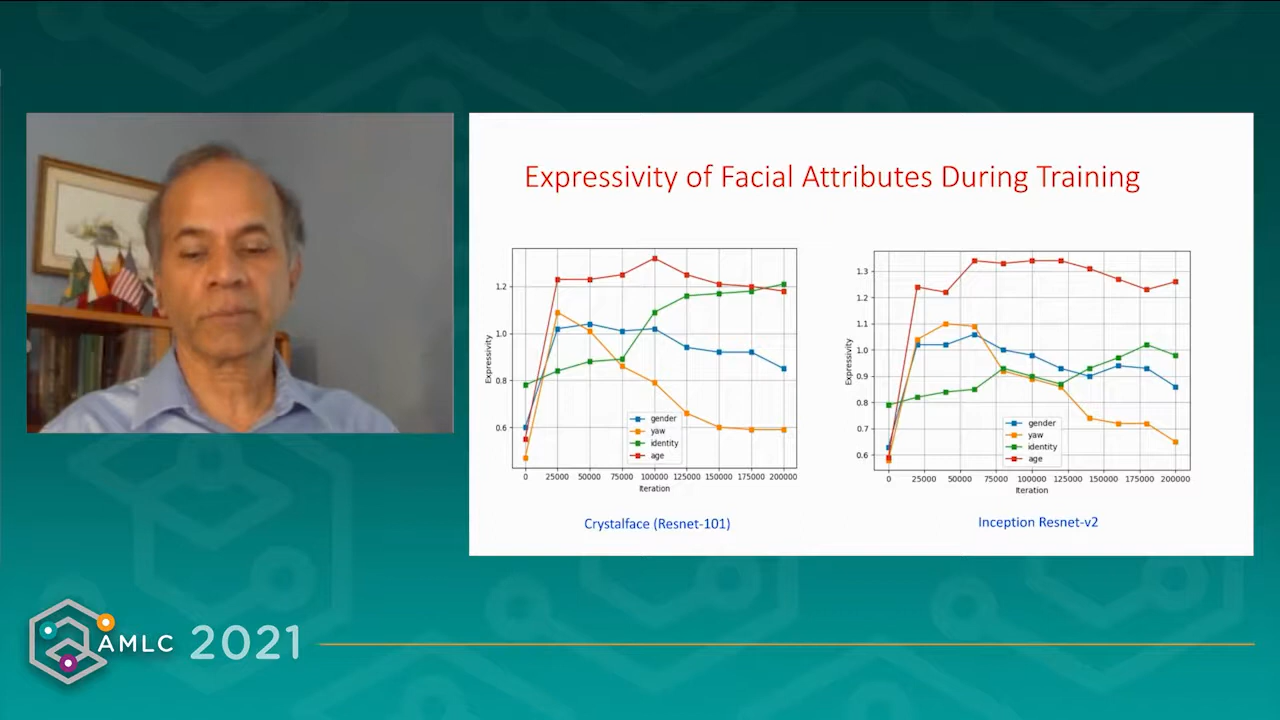 Expressivity of Facial Attributes During Training
1.2
1.0
0.8
0.6
Expressivity
gender
yaw
identity
age
0 25000 50000 75000 100000 125000 150000 175000 200000
Iteration
Crystalface (Resnet-101)
1.3
1.2
1.1
1.0
0.9
0.8
0.7
0.6
Expressivity
gender
yaw
identity
age
0 25000 50000 75000 100000 125000 150000 175000 200000
Iteration
Inception Resnet-v2
AMLC 2021